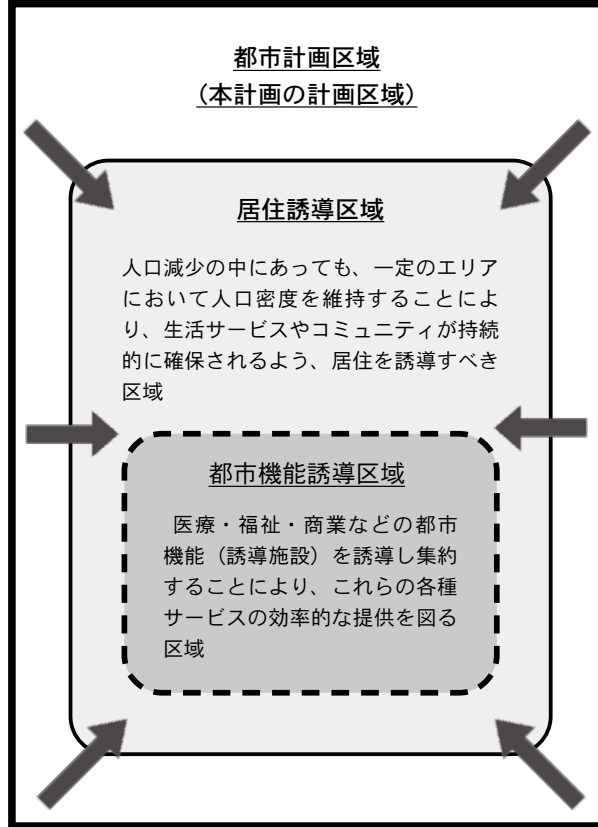 都市計画区域
（本計画の計画区域）
居住誘導区域
人口減少の中にあっても、一定のエリア
において人口密度を維持することによ
り、生活サービスやコミュニティが持続
的に確保されるよう、居住を誘導すべき
区域
都市機能誘導区域
医療・福祉・商業などの都市
機能（誘導施設）を誘導し集約
することにより、これらの各種
サービスの効率的な提供を図る
区域